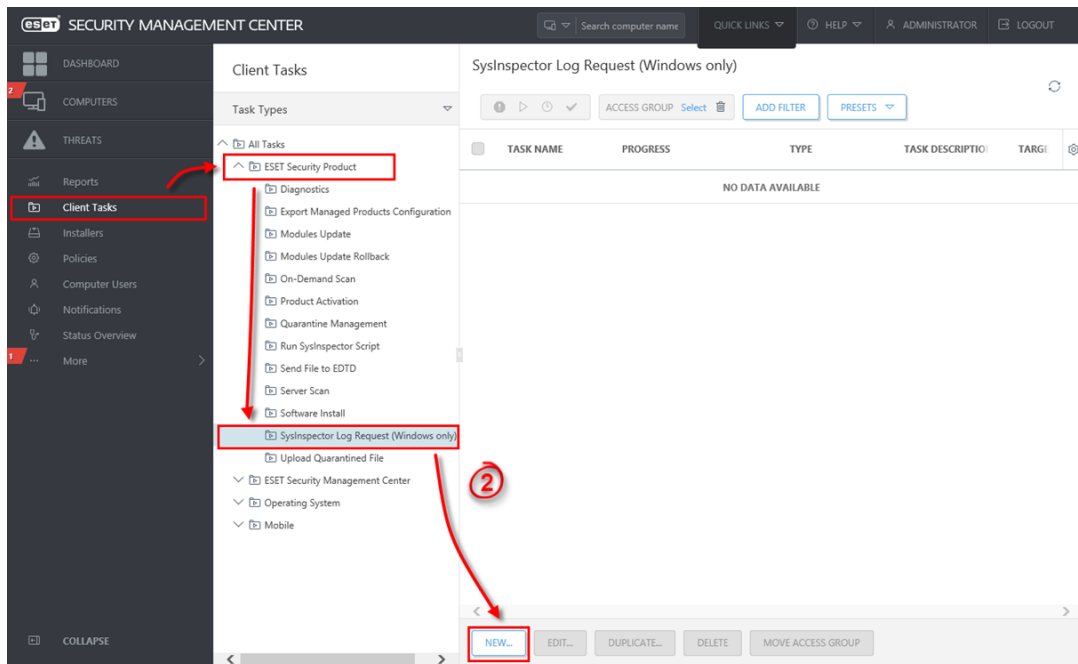 eset SECURITY MANAGEMENT CENTER
Search computer name
QUICK LINKS
HELP
ADMINISTRATOR
LOGOUT
DASHBOARD
2
COMPUTERS
THREATS
Reports
Client Tasks
Installers
Policies
Computer Users
Notifications
Status Overview
1
More
COLLAPSE
Client Tasks
Task Types
All Tasks
ESET Security Product
Diagnostics
Export Managed Products Configuration
Modules Update
Modules Update Rollback
On-Demand Scan
Product Activation
Quarantine Management
Run SysInspector Script
Send File to EDTD
Server Scan
Software Install
SysInspector Log Request (Windows only)
Upload Quarantined File
ESET Security Management Center
Operating System
Mobile
SysInspector Log Request (Windows only)
ACCESS GROUP Select
ADD FILTER
PRESETS
TASK NAME PROGRESS TYPE TASK DESCRIPTIO TARGE
NO DATA AVAILABLE
2
NEW... EDIT... DUPLICATE... DELETE MOVE ACCESS GROUP